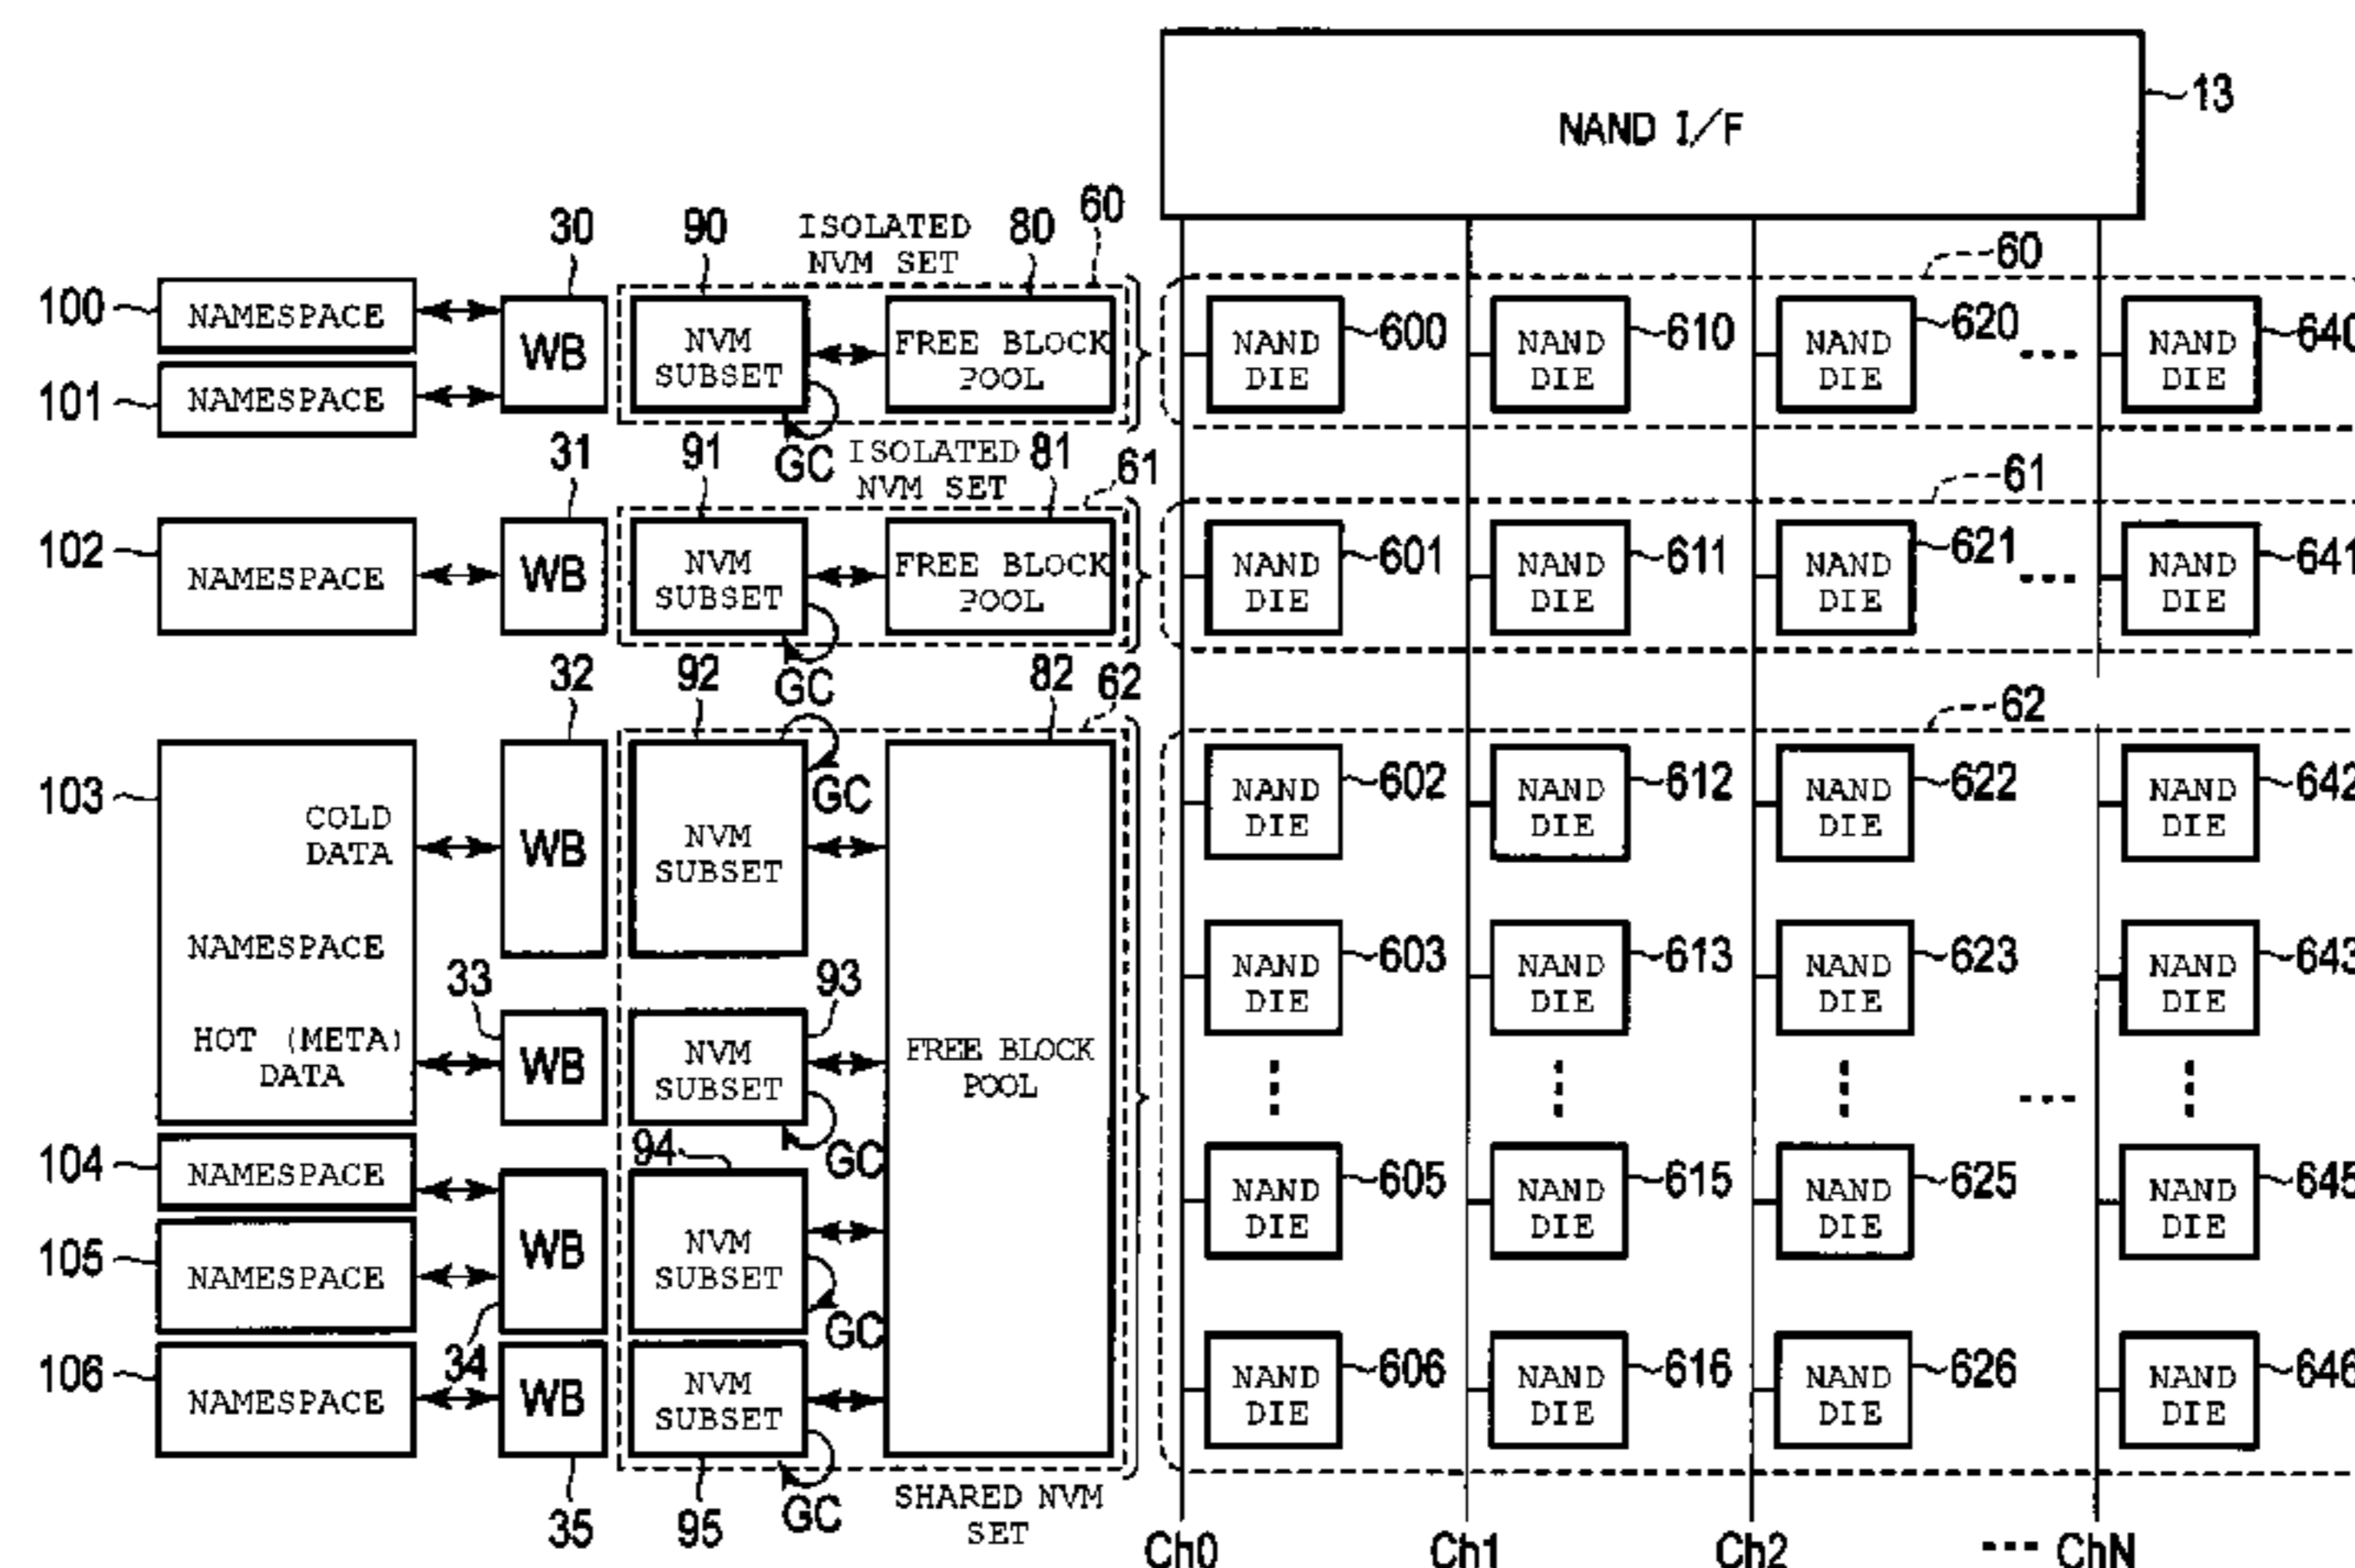 NAND I/F
13
30
90
ISOLATED
NVM SET
80
60
60
100
NAMESPACE
WB
NVM
SUBSET
FREE BLOCK
POOL
NAND
DIE
600
NAND
DIE
610
NAND
DIE
620
...
NAND
DIE
640
101
NAMESPACE
GC
31
91
ISOLATED
NVM SET
81
61
61
102
NAMESPACE
WB
NVM
SUBSET
FREE BLOCK
POOL
NAND
DIE
601
NAND
DIE
611
NAND
DIE
621
...
NAND
DIE
641
GC
32
92
82
62
62
103
COLD
DATA
WB
NVM
SUBSET
GC
NAND
DIE
602
NAND
DIE
612
NAND
DIE
622
NAND
DIE
642
NAMESPACE
NAND
DIE
603
NAND
DIE
613
NAND
DIE
623
NAND
DIE
643
33
93
HOT (META)
DATA
WB
NVM
SUBSET
GC
FREE BLOCK
POOL
...
94
104
NAMESPACE
105
NAMESPACE
WB
34
NVM
SUBSET
GC
NAND
DIE
605
NAND
DIE
615
NAND
DIE
625
NAND
DIE
645
106
NAMESPACE
WB
NVM
SUBSET
GC
NAND
DIE
606
NAND
DIE
616
NAND
DIE
626
NAND
DIE
646
35
95
SHARED NVM
SET
Ch0
Ch1
Ch2
... ChN